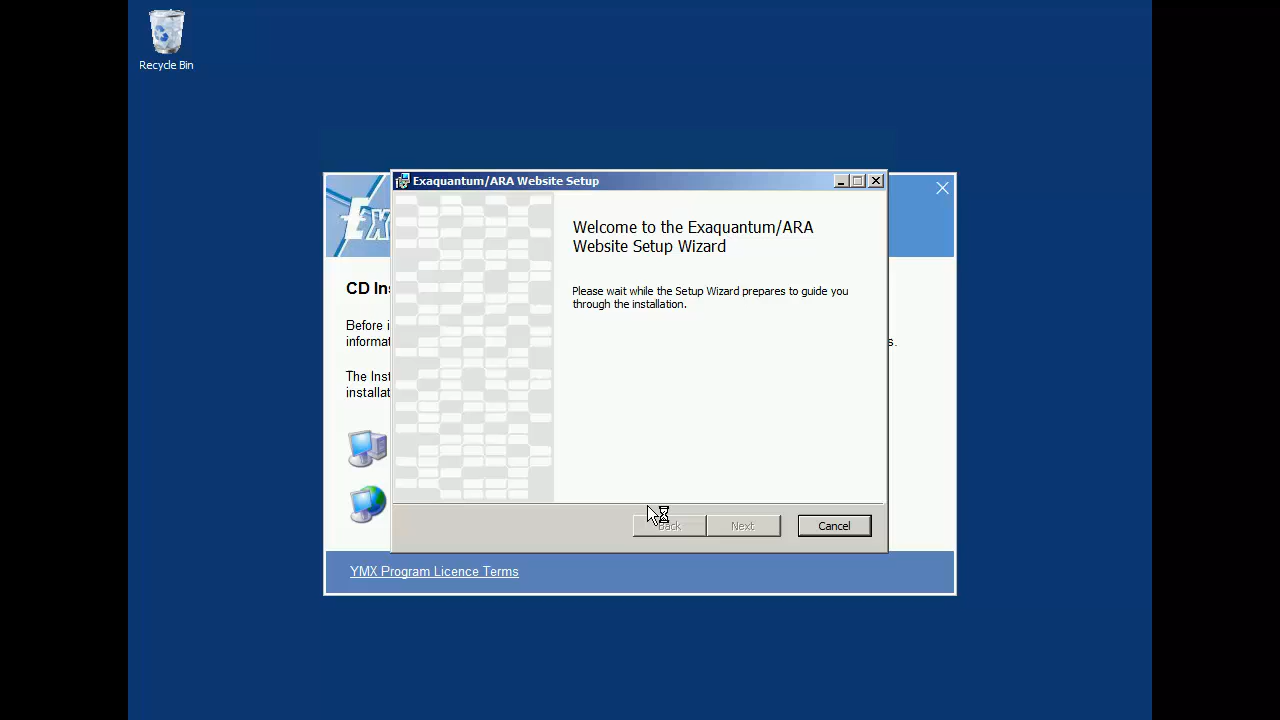 Recycle Bin
Exaquantum/ARA Website Setup
Ex
Welcome to the Exaquantum/ARA
Website Setup Wizard
CD Ins
Please wait while the Setup Wizard prepares to guide you
through the installation.
Before i
informat
s.
The Inst
installat
Back
Next
Cancel
YMX Program Licence Terms